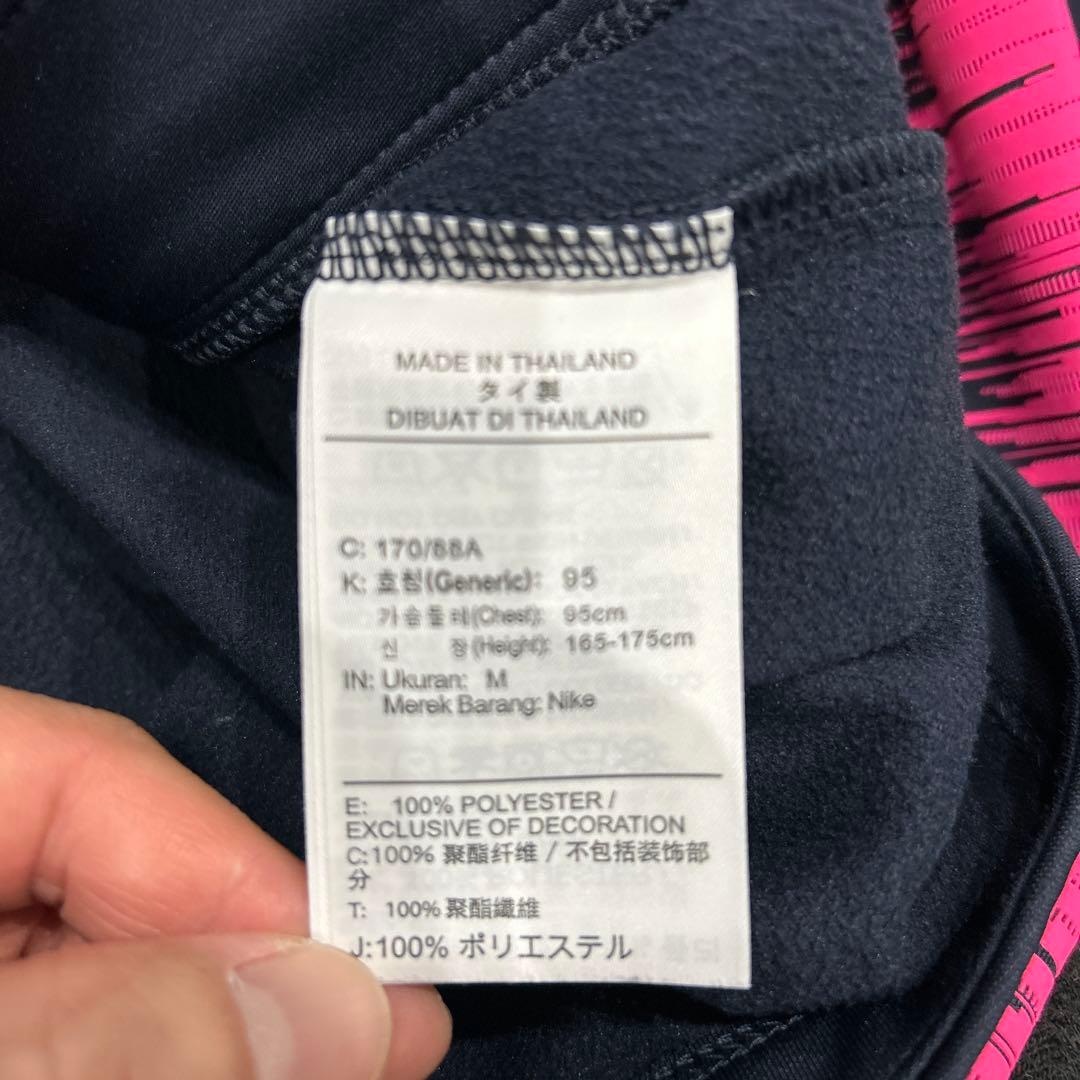 MADE IN THAILAND
タイ製
DIBUAT DI THAILAND
C: 170/88A
K: 호칭(Generic): 95
가슴둘레(Chest): 95cm
신 장(Height): 165-175cm
IN: Ukuran: M
Merek Barang: Nike
E: 100% POLYESTER /
EXCLUSIVE OF DECORATION
C:100% 聚酯纤维 / 不包括装饰部
分
T: 100%聚酯纖維
J:100% ポリエステル